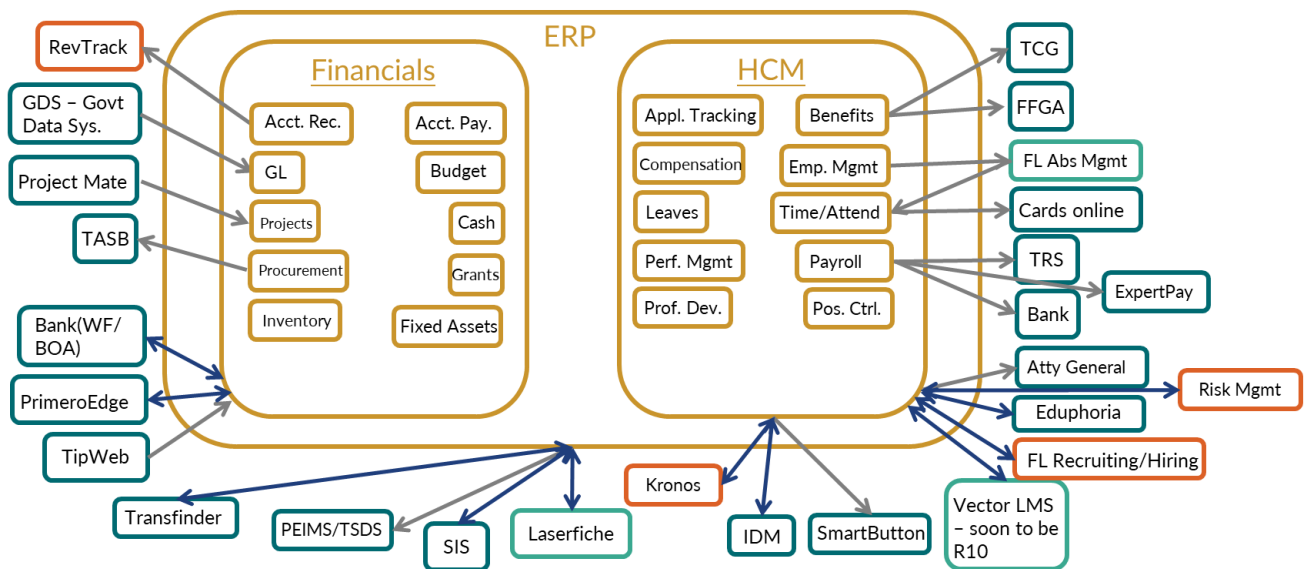 ERP
RevTrack
GDS – Govt
Data Sys.
Project Mate
TASB
Bank(WF/
BOA)
PrimeroEdge
TipWeb
Financials
Acct. Rec.
Acct. Pay.
GL
Budget
Projects
Cash
Procurement
Grants
Inventory
Fixed Assets
HCM
Appl. Tracking
Benefits
Compensation
Emp. Mgmt
Leaves
Time/Attend
Perf. Mgmt
Payroll
Prof. Dev.
Pos. Ctrl.
TCG
FFGA
FL Abs Mgmt
Cards online
TRS
ExpertPay
Bank
Atty General
Risk Mgmt
Eduphoria
FL Recruiting/Hiring
Vector LMS
– soon to be
R10
Transfinder
PEIMS/TSDS
SIS
Laserfiche
Kronos
IDM
SmartButton